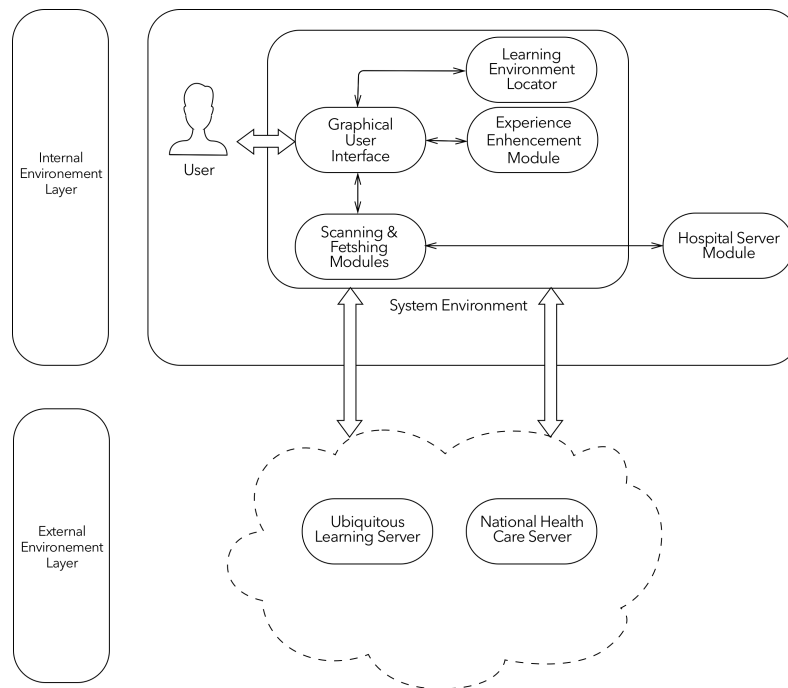 Internal
Environement
Layer
User
Graphical
User
Interface
Learning
Environment
Locator
Experience
Enhancement
Module
Scanning &
Fetshing
Modules
Hospital Server
Module
System Environment
External
Environement
Layer
Ubiquitous
Learning Server
National Health
Care Server